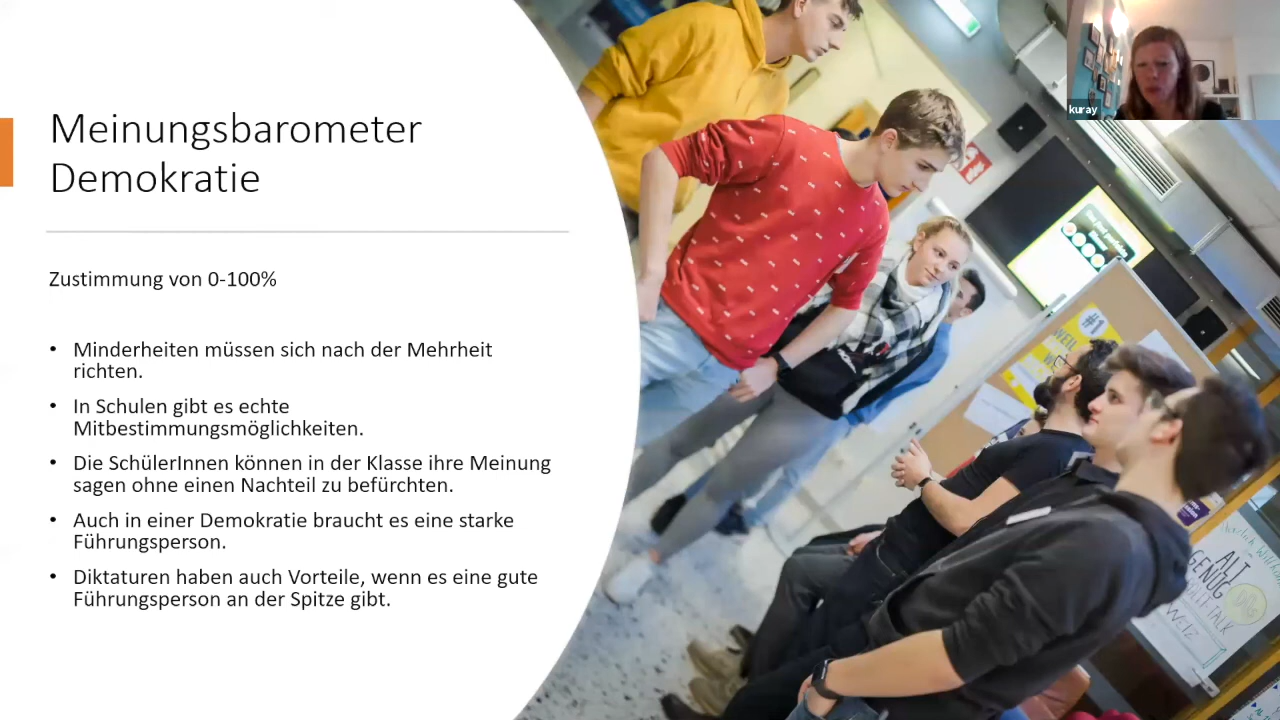 Meinungsbarometer
Demokratie
Zustimmung von 0-100%
• Minderheiten müssen sich nach der Mehrheit
richten.
• In Schulen gibt es echte
Mitbestimmungsmöglichkeiten.
• Die SchülerInnen können in der Klasse ihre Meinung
sagen ohne einen Nachteil zu befürchten.
• Auch in einer Demokratie braucht es eine starke
Führungsperson.
• Diktaturen haben auch Vorteile, wenn es eine gute
Führungsperson an der Spitze gibt.
kuray
#1
WEIL
ALT
GENUG